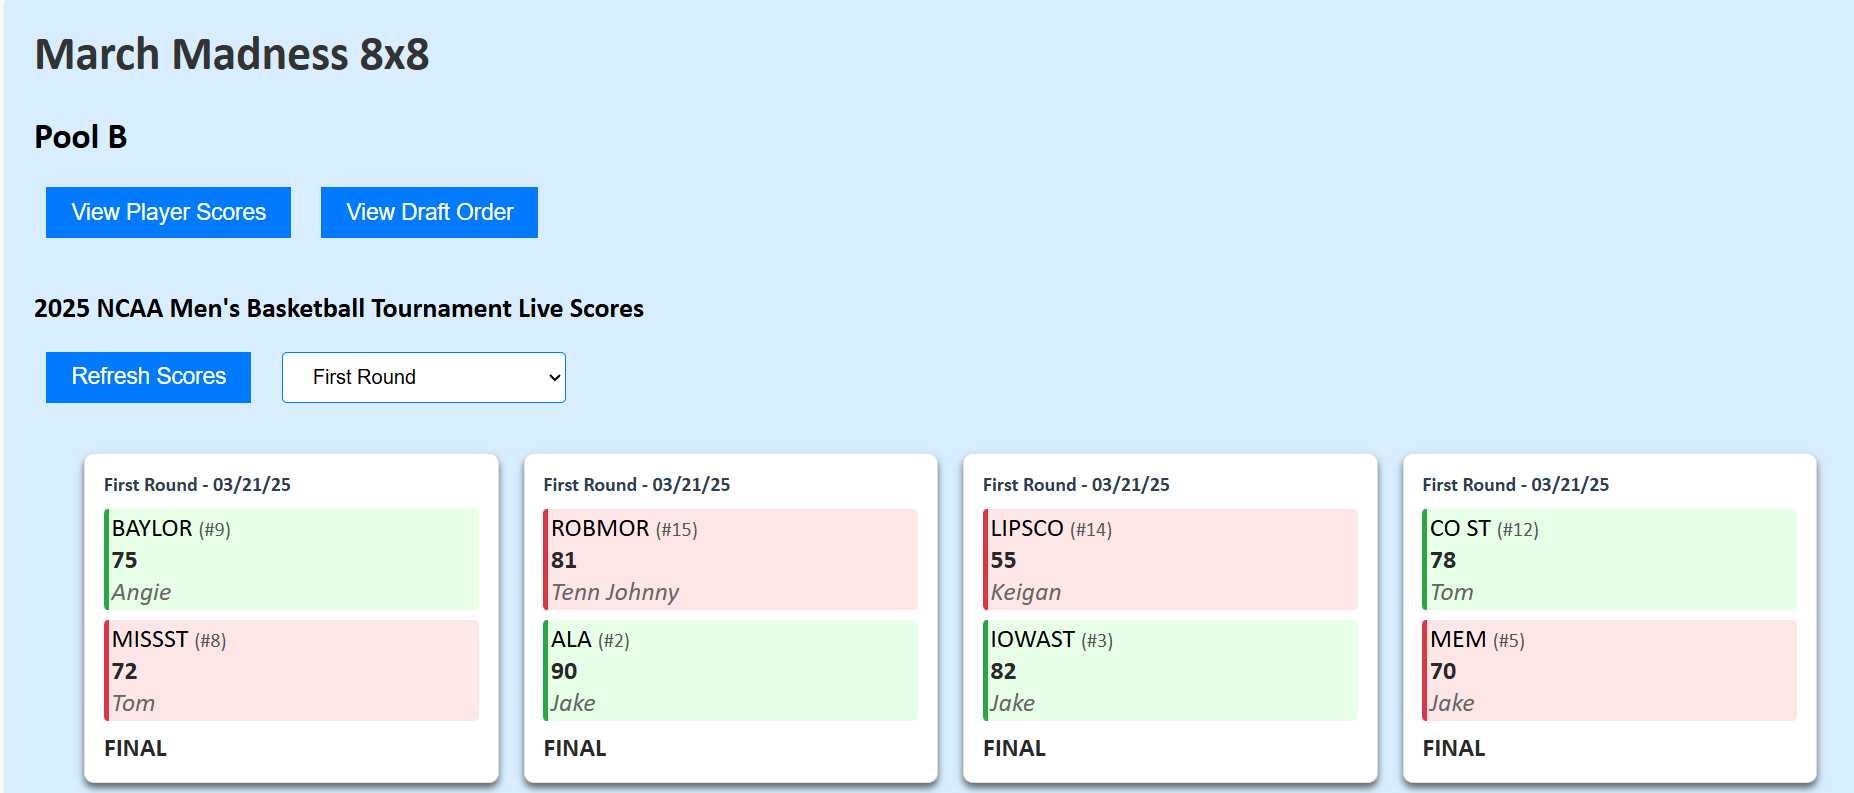 March Madness 8x8
Pool B
View Player Scores
View Draft Order
2025 NCAA Men's Basketball Tournament Live Scores
Refresh Scores
First Round
First Round - 03/21/25
BAYLOR (#9)
75
Angie
MISSST (#8)
72
Tom
FINAL
First Round - 03/21/25
ROBMOR (#15)
81
Tenn Johnny
ALA (#2)
90
Jake
FINAL
First Round - 03/21/25
LIPSCO (#14)
55
Keigan
IOWAST (#3)
82
Jake
FINAL
First Round - 03/21/25
CO ST (#12)
78
Tom
MEM (#5)
70
Jake
FINAL